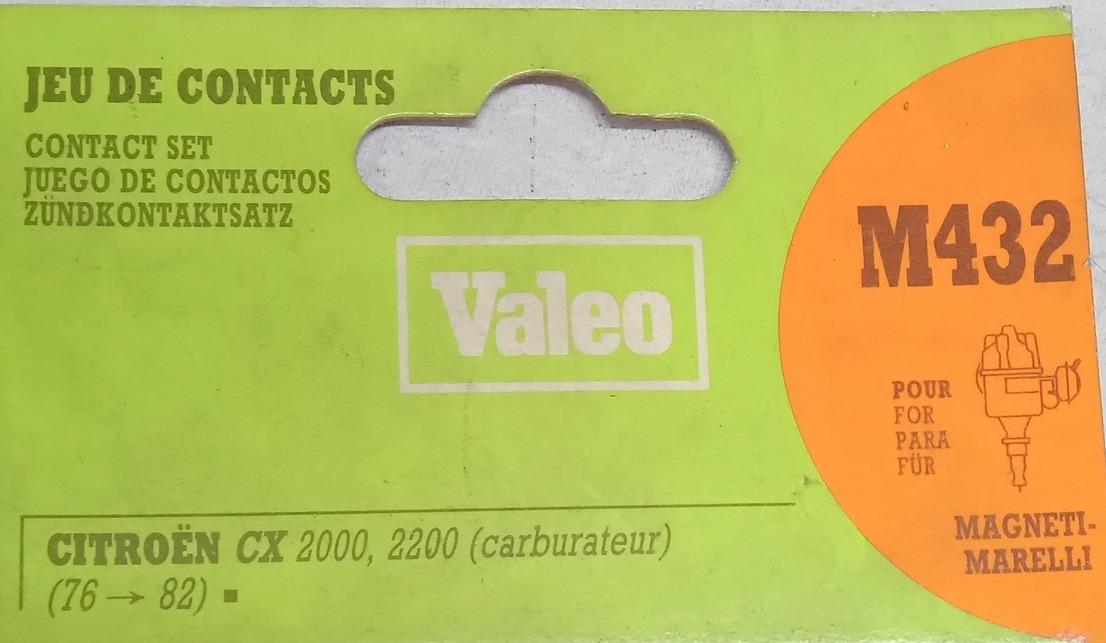 JEU DE CONTACTS
CONTACT SET
JUEGO DE CONTACTOS
ZÜNDKONTAKTSATZ
Valeo
M432
POUR
FOR
PARA
FÜR
MAGNETI-
MARELLI
CITROËN CX 2000, 2200 (carburateur)
(76 → 82) ■